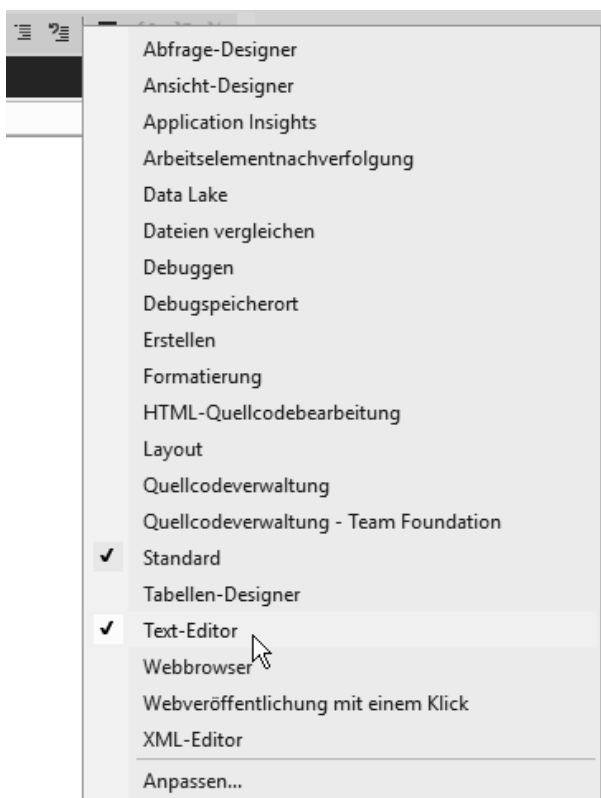 Abfrage-Designer
Ansicht-Designer
Application Insights
Arbeitselementnachverfolgung
Data Lake
Dateien vergleichen
Debuggen
Debugspeicherort
Erstellen
Formatierung
HTML-Quellcodebearbeitung
Layout
Quellcodeverwaltung
Quellcodeverwaltung - Team Foundation
Standard
Tabellen-Designer
Text-Editor
Webbrowser
Webveröffentlichung mit einem Klick
XML-Editor
Anpassen...